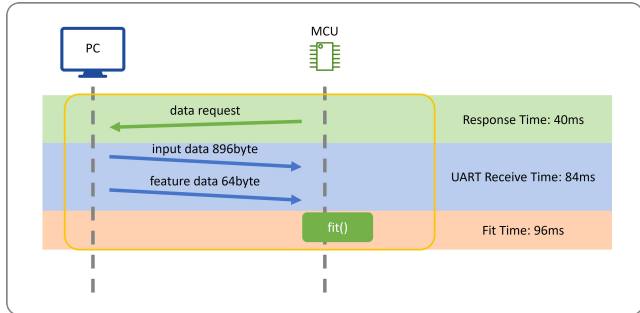 MCU
PC
data request
Response Time: 40ms
input data 896byte
feature data 64byte
UART Receive Time: 84ms
fit()
Fit Time: 96ms